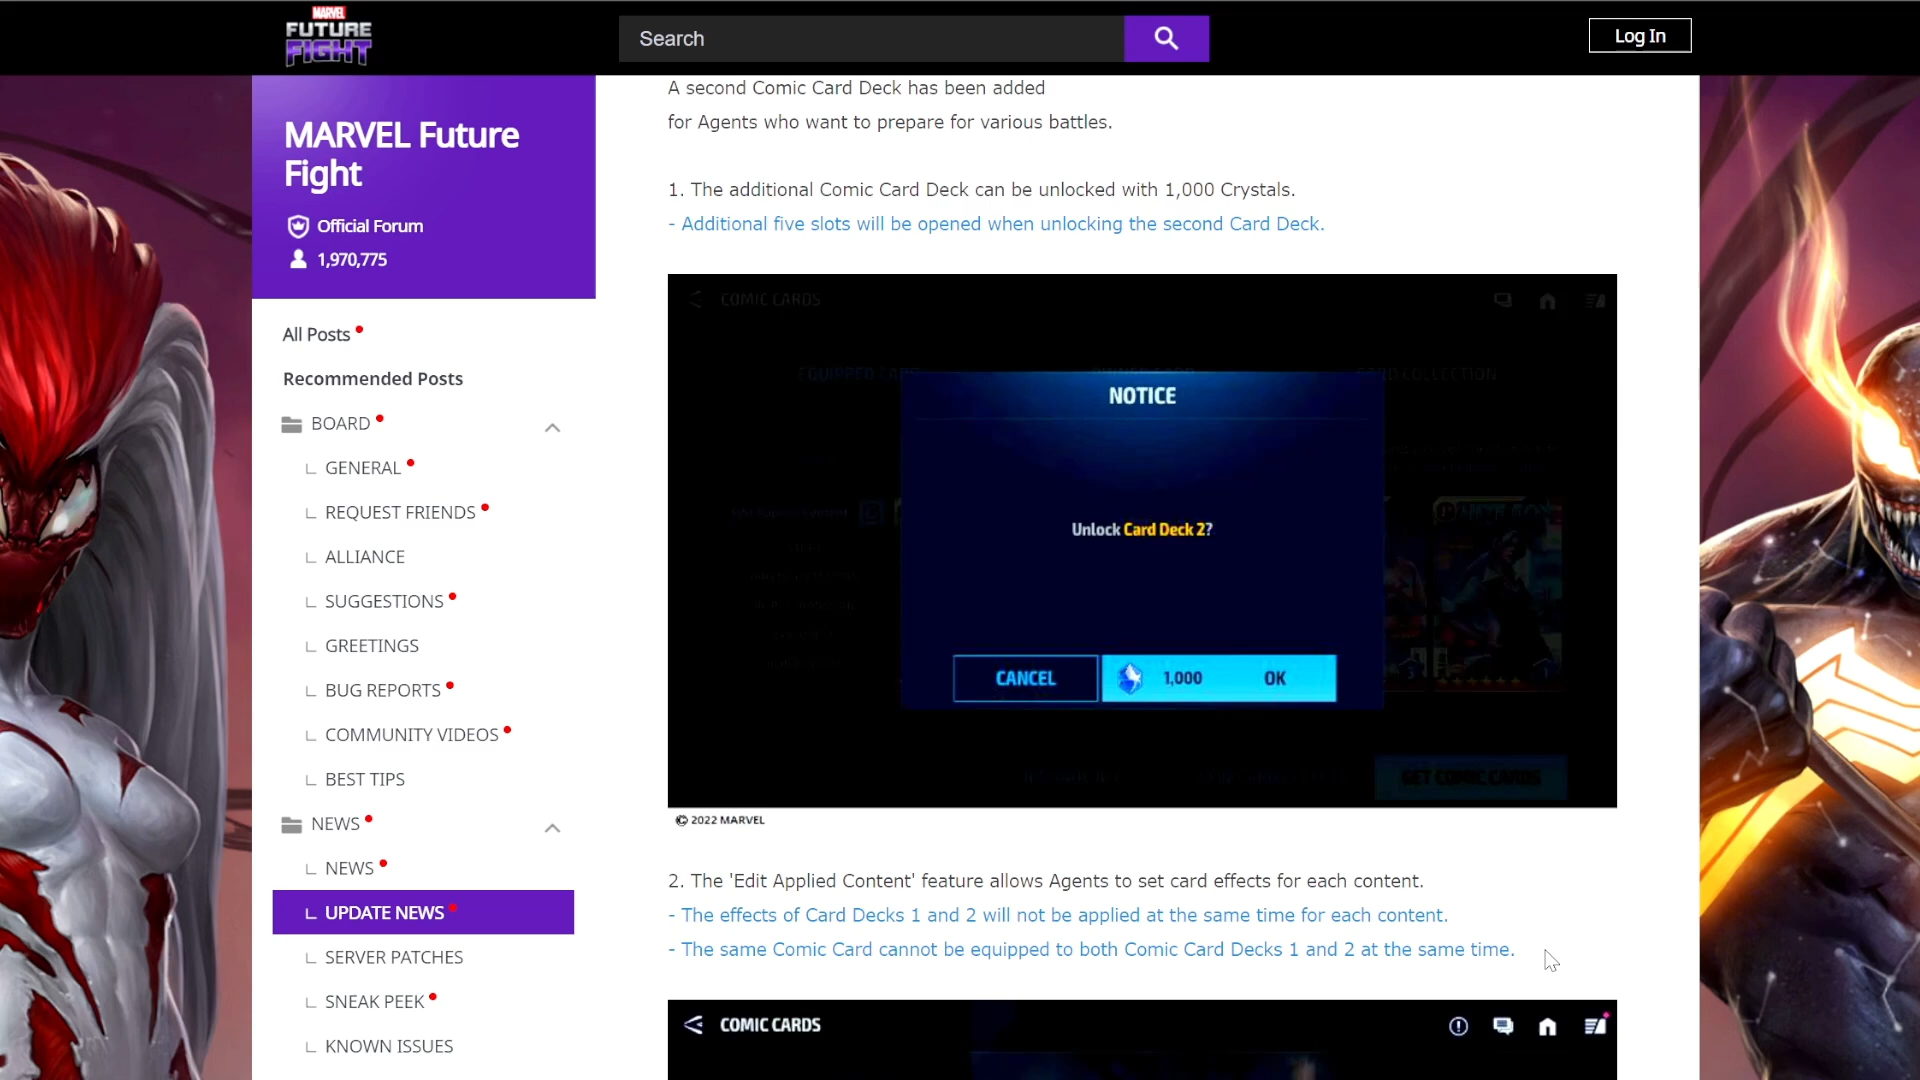 MARVEL
FUTURE
FIGHT
Search
Log In
MARVEL Future
Fight
Official Forum
1,970,775
All Posts
Recommended Posts
BOARD
GENERAL
REQUEST FRIENDS
ALLIANCE
SUGGESTIONS
GREETINGS
BUG REPORTS
COMMUNITY VIDEOS
BEST TIPS
NEWS
NEWS
UPDATE NEWS
SERVER PATCHES
SNEAK PEEK
KNOWN ISSUES
A second Comic Card Deck has been added
for Agents who want to prepare for various battles.
1. The additional Comic Card Deck can be unlocked with 1,000 Crystals.
- Additional five slots will be opened when unlocking the second Card Deck.
COMIC CARDS
EQUIPPED CARD
CARD COLLECTION
NOTICE
Unlock Card Deck 2?
CANCEL
1,000 OK
GET COMIC CARDS
© 2022 MARVEL
2. The 'Edit Applied Content' feature allows Agents to set card effects for each content.
- The effects of Card Decks 1 and 2 will not be applied at the same time for each content.
- The same Comic Card cannot be equipped to both Comic Card Decks 1 and 2 at the same time.
COMIC CARDS